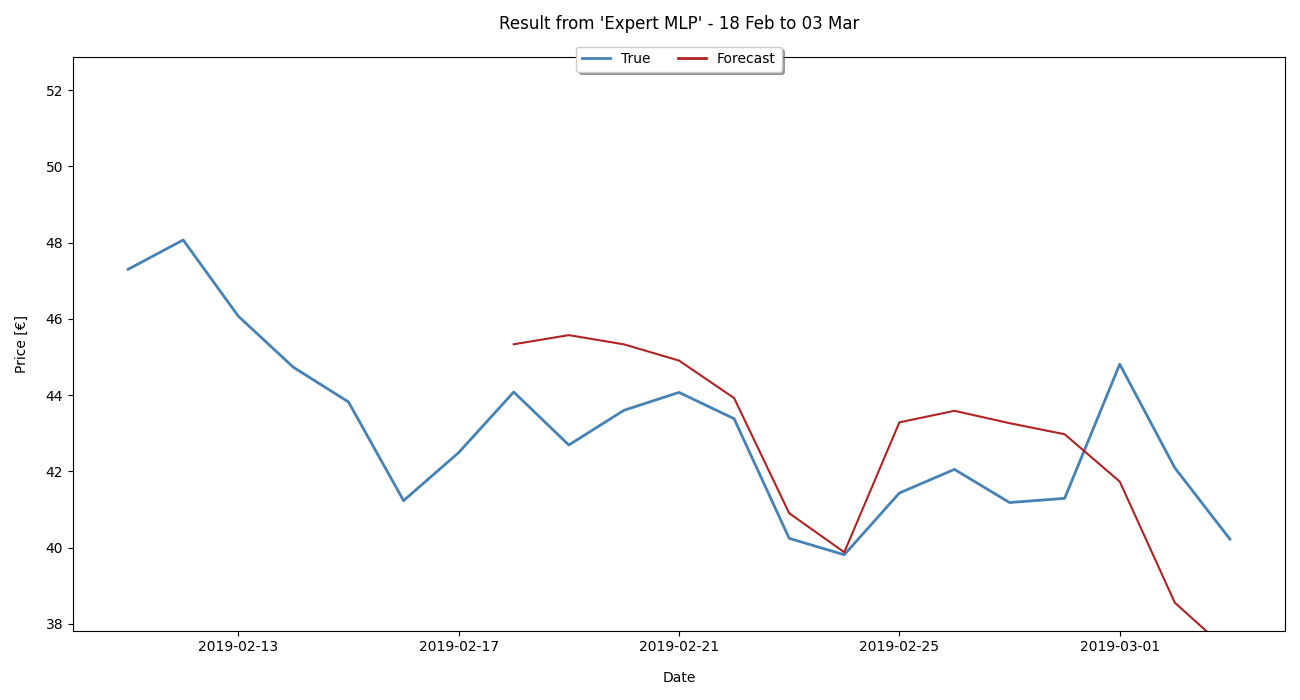 Result from 'Expert MLP' - 18 Feb to 03 Mar
True Forecast
52
50
48
46
44
42
40
38
Price [€]
2019-02-13 2019-02-17 2019-02-21 2019-02-25 2019-03-01
Date